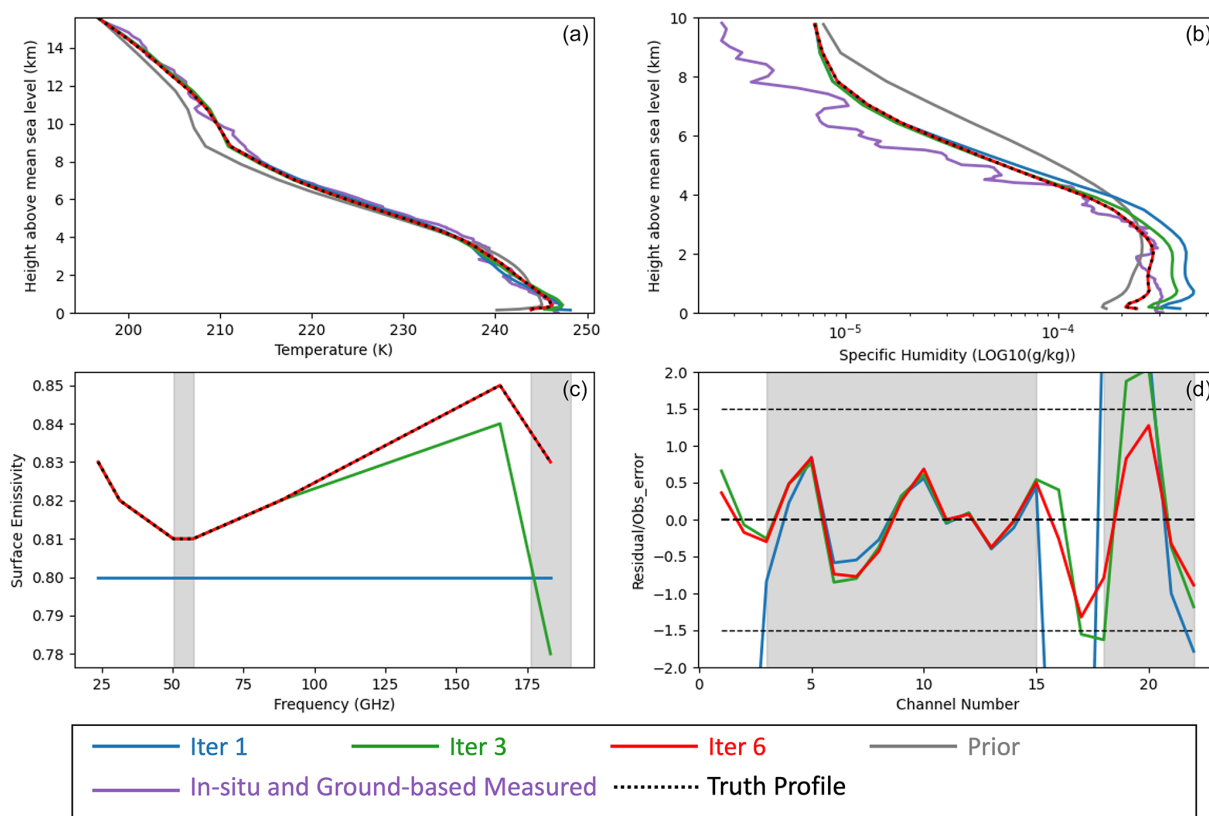 (a)
14
12
10
8
6
4
2
0
Height above mean sea level (km)
200 210 220 230 240 250
Temperature (K)
(b)
10
8
6
4
2
0
Height above mean sea level (km)
10⁻⁵ 10⁻⁴
Specific Humidity (LOG10(g/kg))
(c)
0.85
0.84
0.83
0.82
0.81
0.80
0.79
0.78
Surface Emissivity
25 50 75 100 125 150 175
Frequency (GHz)
(d)
2.0
1.5
1.0
0.5
0.0
−0.5
−1.0
−1.5
−2.0
Residual/Obs_error
0 5 10 15 20
Channel Number
Iter 1 Iter 3 Iter 6 Prior
In-situ and Ground-based Measured Truth Profile